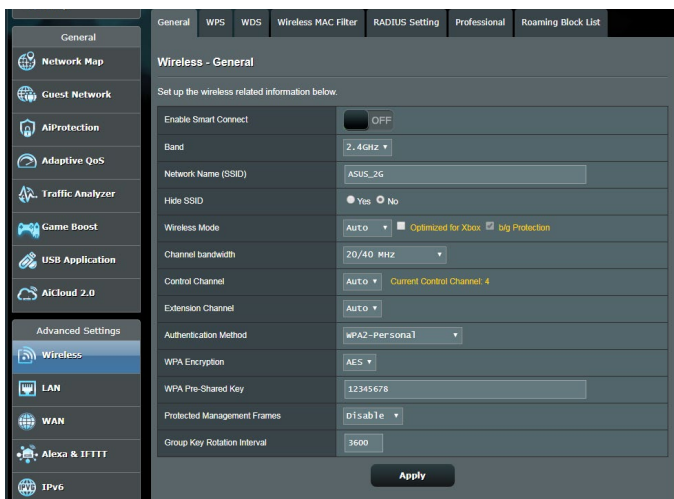 General
Network Map
Guest Network
AiProtection
Adaptive QoS
Traffic Analyzer
Game Boost
USB Application
AiCloud 2.0
Advanced Settings
Wireless
LAN
WAN
Alexa & IFTTT
IPv6
General WPS WDS Wireless MAC Filter RADIUS Setting Professional Roaming Block List
Wireless - General
Set up the wireless related information below.
Enable Smart Connect OFF
Band 2.4GHz
Network Name (SSID) ASUS_2G
Hide SSID Yes No
Wireless Mode Auto Optimized for Xbox b/g Protection
Channel bandwidth 20/40 MHz
Control Channel Auto Current Control Channel: 4
Extension Channel Auto
Authentication Method WPA2-Personal
WPA Encryption AES
WPA Pre-Shared Key 12345678
Protected Management Frames Disable
Group Key Rotation Interval 3600
Apply